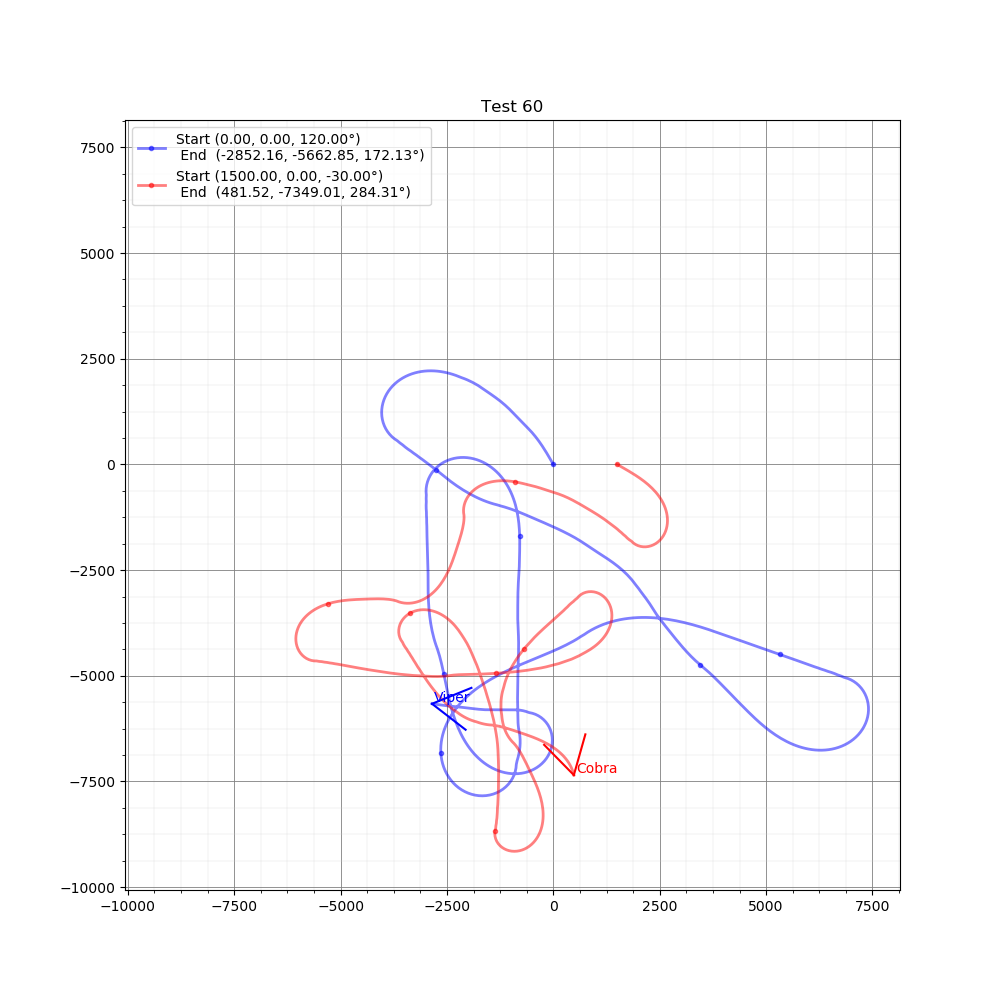 Test 60
Start (0.00, 0.00, 120.00°)
End (-2852.16, -5662.85, 172.13°)
Start (1500.00, 0.00, -30.00°)
End (481.52, -7349.01, 284.31°)
7500
5000
2500
0
−2500
−5000
−7500
−10000
Viper
Cobra
−10000 −7500 −5000 −2500 0 2500 5000 7500